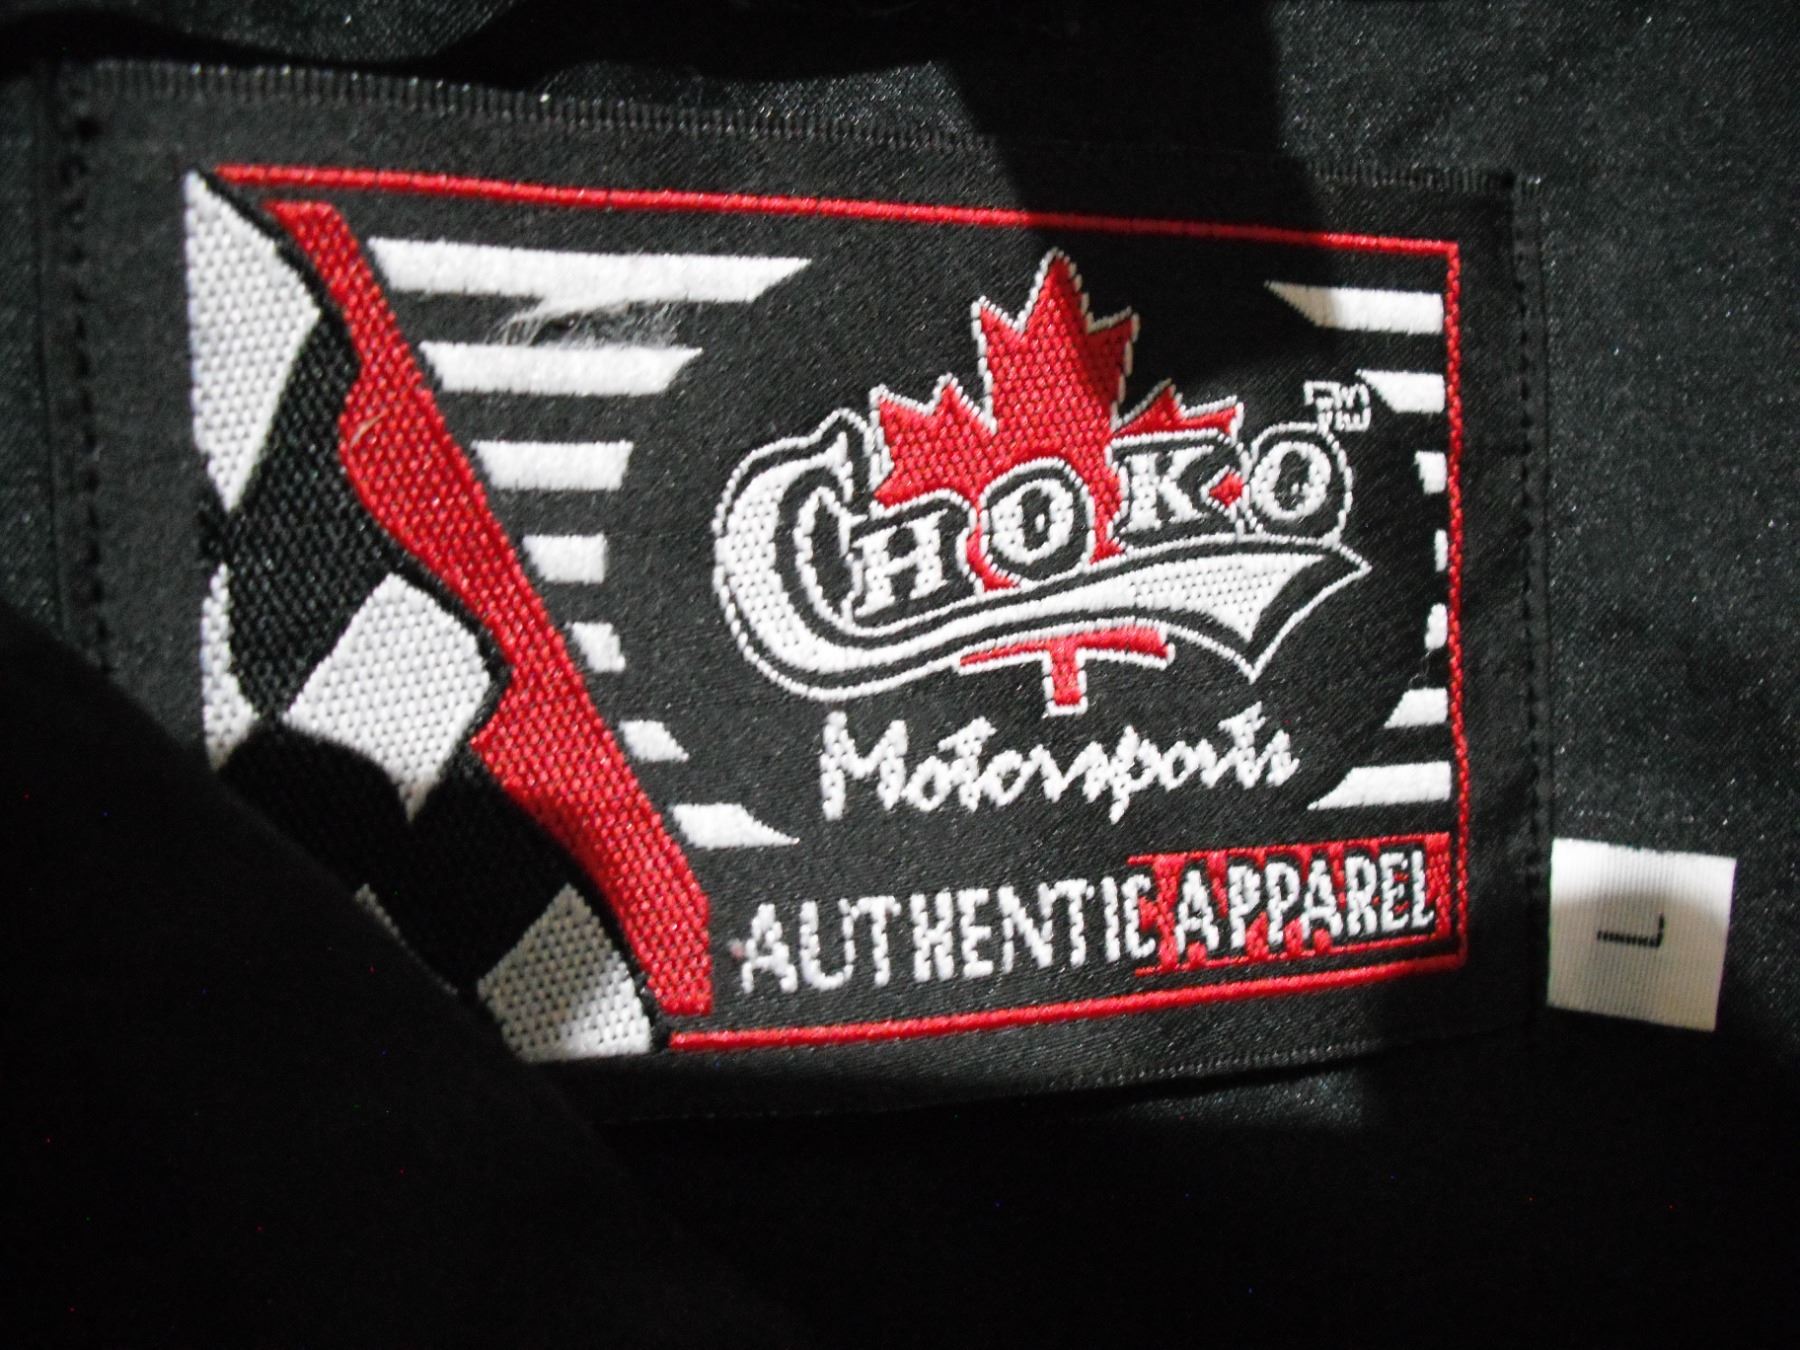 CHOKO TM
Motorsports
AUTHENTIC APPAREL
L